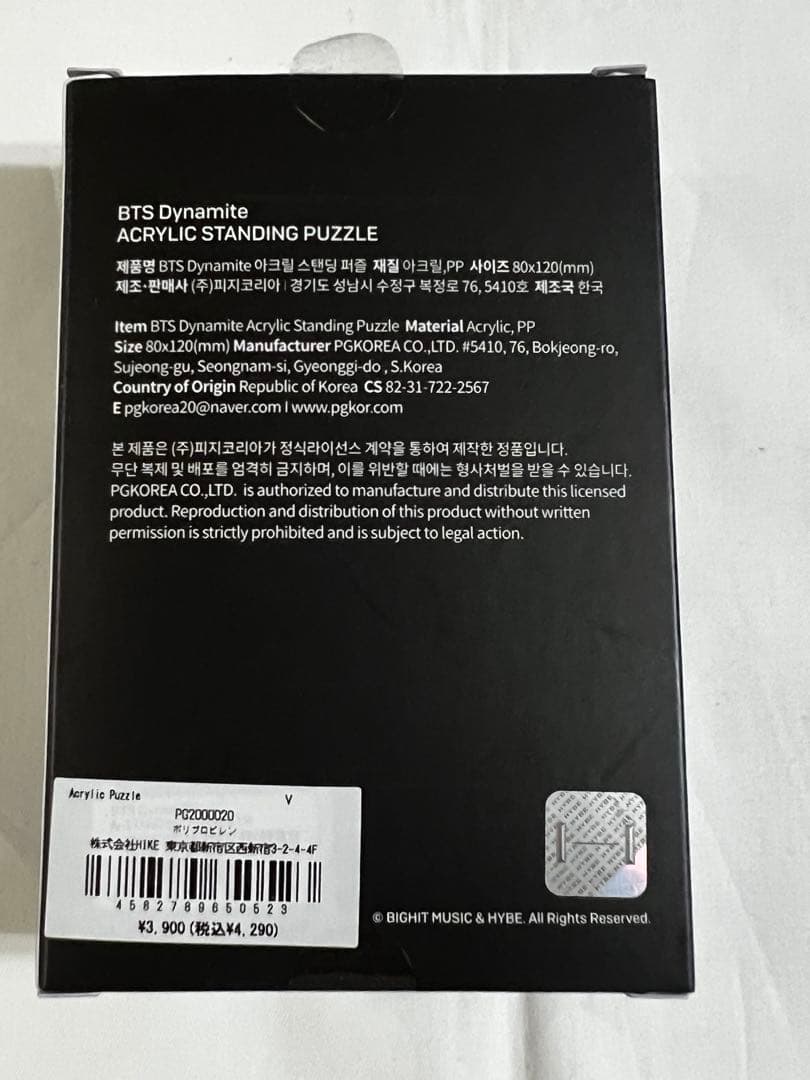 BTS Dynamite
ACRYLIC STANDING PUZZLE
제품명 BTS Dynamite 아크릴 스탠딩 퍼즐 재질 아크릴,PP 사이즈 80x120(mm)
제조·판매사 (주)피지코리아 | 경기도 성남시 수정구 복정로 76, 5410호 제조국 한국
Item BTS Dynamite Acrylic Standing Puzzle Material Acrylic, PP
Size 80x120(mm) Manufacturer PGKOREA CO.,LTD. #5410, 76, Bokjeong-ro,
Sujeong-gu, Seongnam-si, Gyeonggi-do , S.Korea
Country of Origin Republic of Korea CS 82-31-722-2567
E pgkorea20@naver.com l www.pgkor.com
본 제품은 (주)피지코리아가 정식라이선스 계약을 통하여 제작한 정품입니다.
무단 복제 및 배포를 엄격히 금지하며, 이를 위반할 때에는 형사처벌을 받을 수 있습니다.
PGKOREA CO.,LTD. is authorized to manufacture and distribute this licensed
product. Reproduction and distribution of this product without written
permission is strictly prohibited and is subject to legal action.
Acrylic Puzzle V
PG2000020
ポリプロピレン
株式会社HIKE 東京都新宿区西新宿3-2-4-4F
4582789650523
¥3,900(税込¥4,290)
© BIGHIT MUSIC & HYBE. All Rights Reserved.